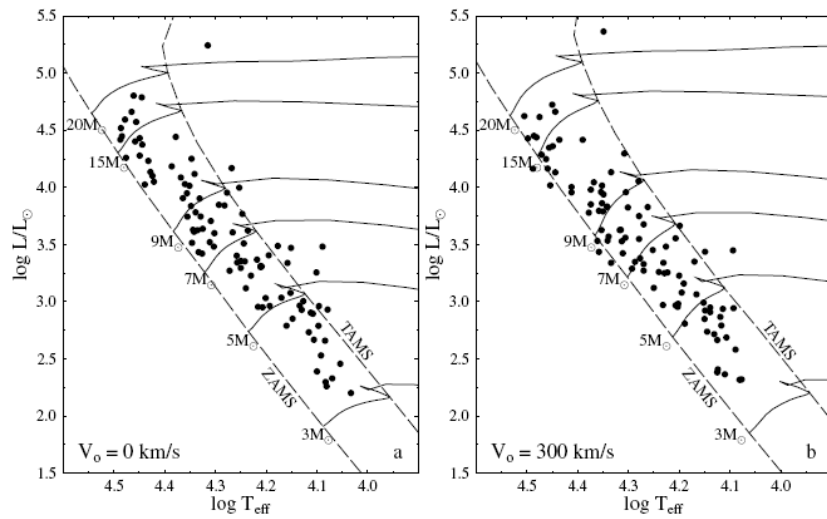 5.5
5.0
4.5
4.0
3.5
3.0
2.5
2.0
1.5
log L/L☉
20M☉
15M☉
9M☉
7M☉
5M☉
3M☉
ZAMS
TAMS
V₀ = 0 km/s
a
4.5 4.4 4.3 4.2 4.1 4.0
log T_eff
5.5
5.0
4.5
4.0
3.5
3.0
2.5
2.0
1.5
log L/L☉
20M☉
15M☉
9M☉
7M☉
5M☉
3M☉
ZAMS
TAMS
V₀ = 300 km/s
b
4.5 4.4 4.3 4.2 4.1 4.0
log T_eff